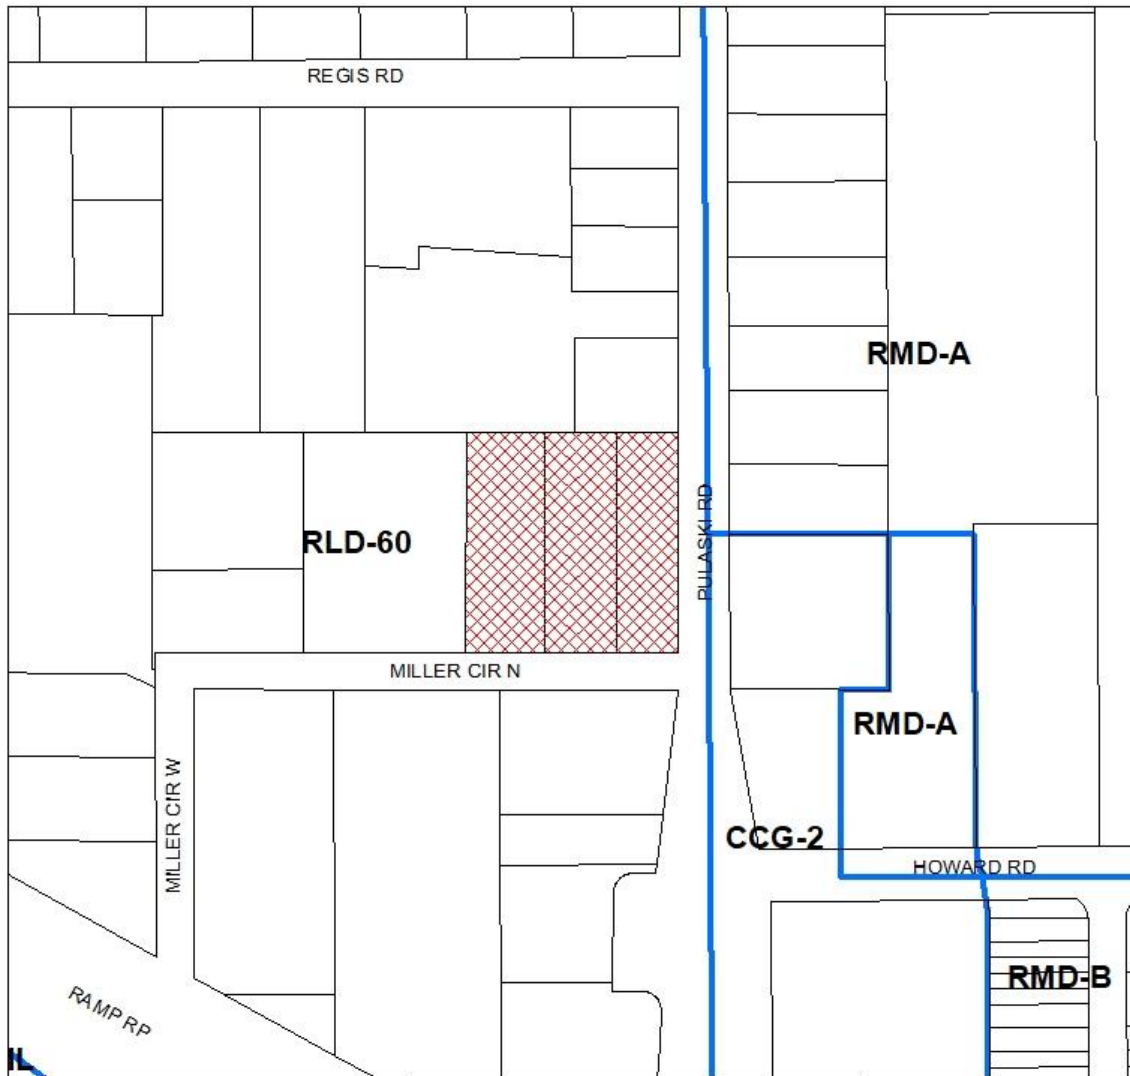 REGIS RD
RMD-A
PULASKI RD
RLD-60
MILLER CIR N
RMD-A
MILLER CIR W
CCG-2
HOWARD RD
RMD-B
RAMP RP
IL